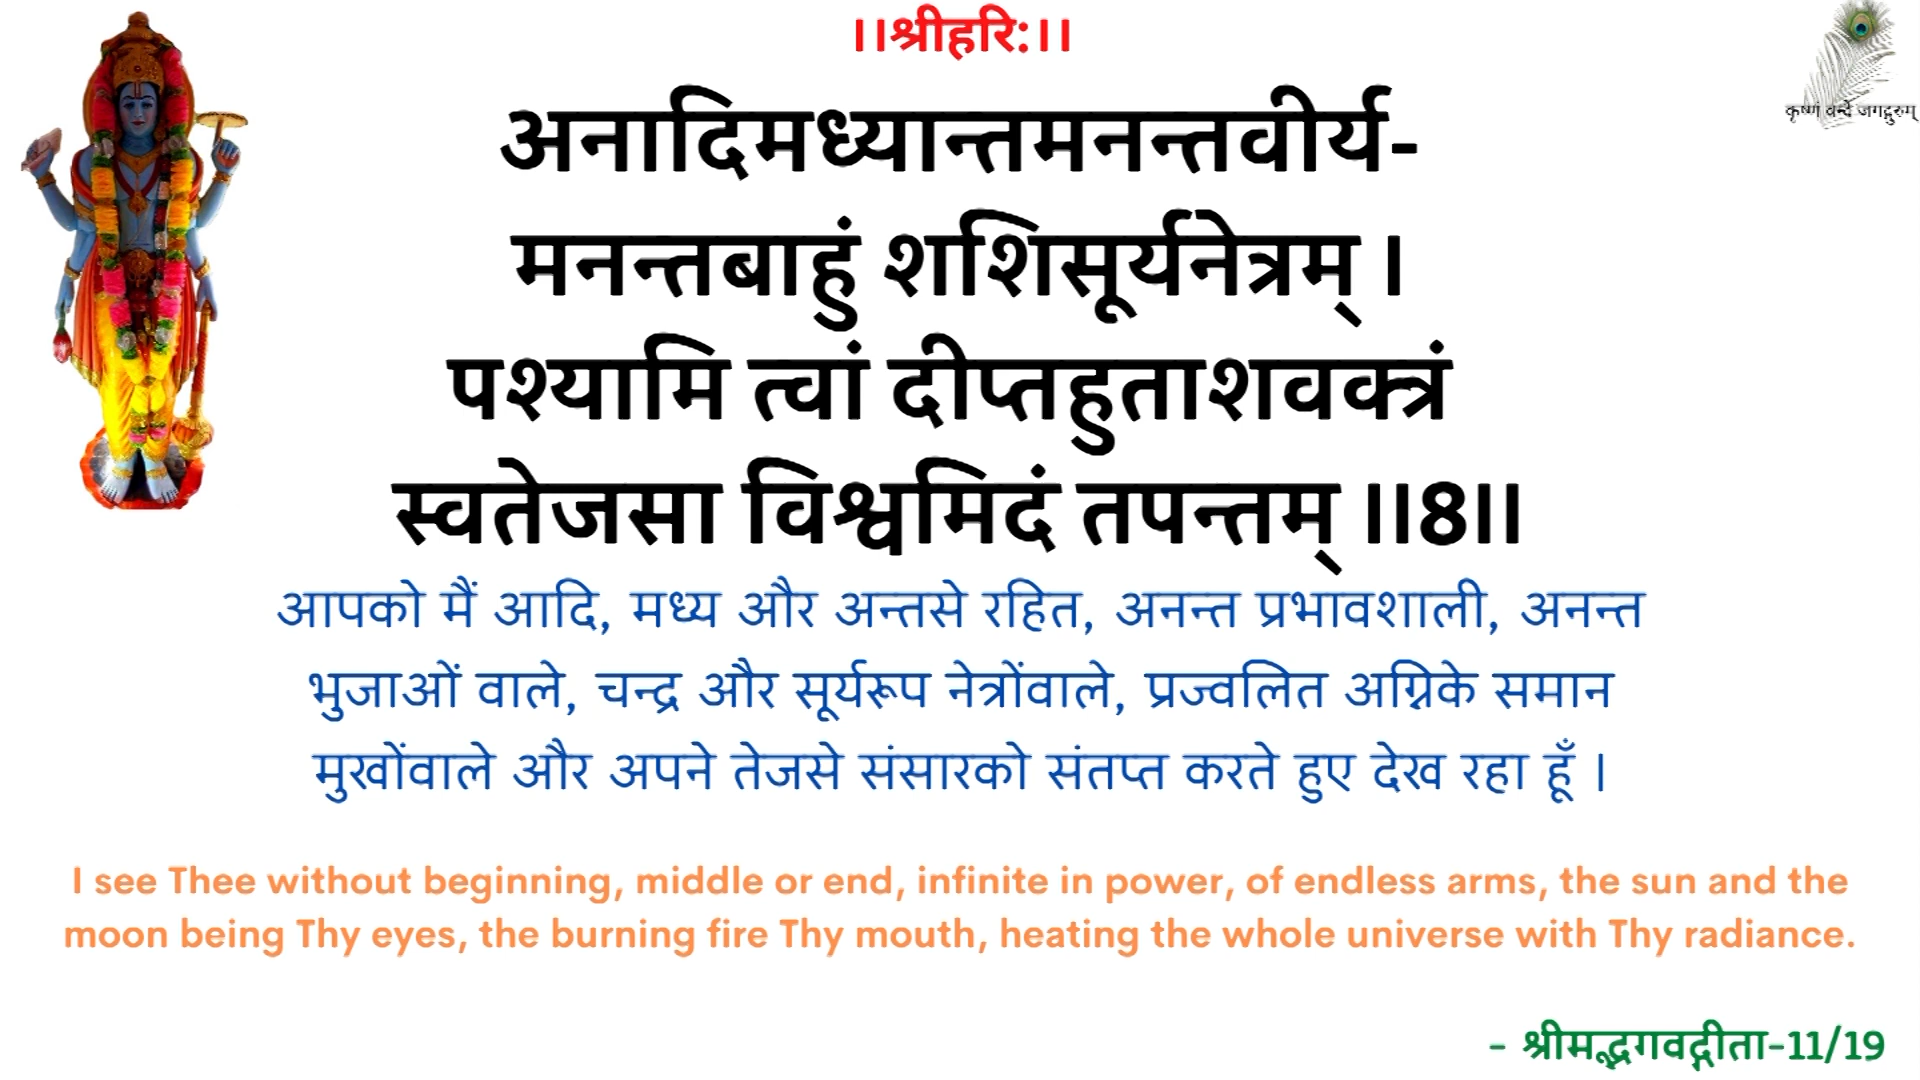 ।।श्रीहरि:।।
कृष्णं वन्दे जगद्गुरुम्
अनादिमध्यान्तमनन्तवीर्य-
मनन्तबाहुं शशिसूर्यनेत्रम् ।
पश्यामि त्वां दीप्तहुताशवक्त्रं
स्वतेजसा विश्वमिदं तपन्तम् ।।8।।
आपको मैं आदि, मध्य और अन्तसे रहित, अनन्त प्रभावशाली, अनन्त
भुजाओं वाले, चन्द्र और सूर्यरूप नेत्रोंवाले, प्रज्वलित अग्निके समान
मुखोंवाले और अपने तेजसे संसारको संतप्त करते हुए देख रहा हूँ ।
I see Thee without beginning, middle or end, infinite in power, of endless arms, the sun and the
moon being Thy eyes, the burning fire Thy mouth, heating the whole universe with Thy radiance.
- श्रीमद्भगवद्गीता-11/19